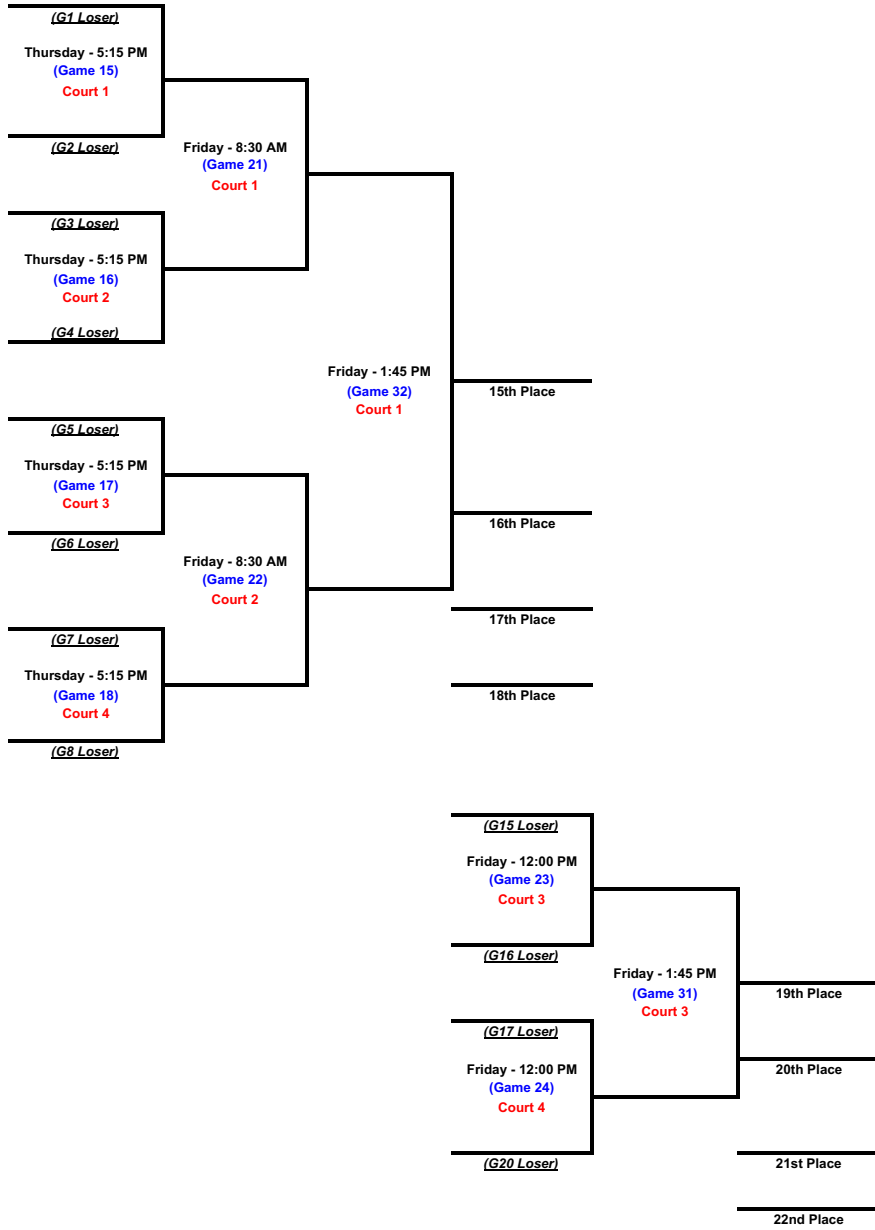 (G1 Loser)
Thursday - 5:15 PM
(Game 15)
Court 1
(G2 Loser)
Friday - 8:30 AM
(Game 21)
Court 1
(G3 Loser)
Thursday - 5:15 PM
(Game 16)
Court 2
(G4 Loser)
Friday - 1:45 PM
(Game 32)
Court 1
15th Place
(G5 Loser)
Thursday - 5:15 PM
(Game 17)
Court 3
(G6 Loser)
16th Place
Friday - 8:30 AM
(Game 22)
Court 2
17th Place
(G7 Loser)
Thursday - 5:15 PM
(Game 18)
Court 4
(G8 Loser)
18th Place
(G15 Loser)
Friday - 12:00 PM
(Game 23)
Court 3
(G16 Loser)
Friday - 1:45 PM
(Game 31)
Court 3
19th Place
(G17 Loser)
Friday - 12:00 PM
(Game 24)
Court 4
(G20 Loser)
20th Place
21st Place
22nd Place